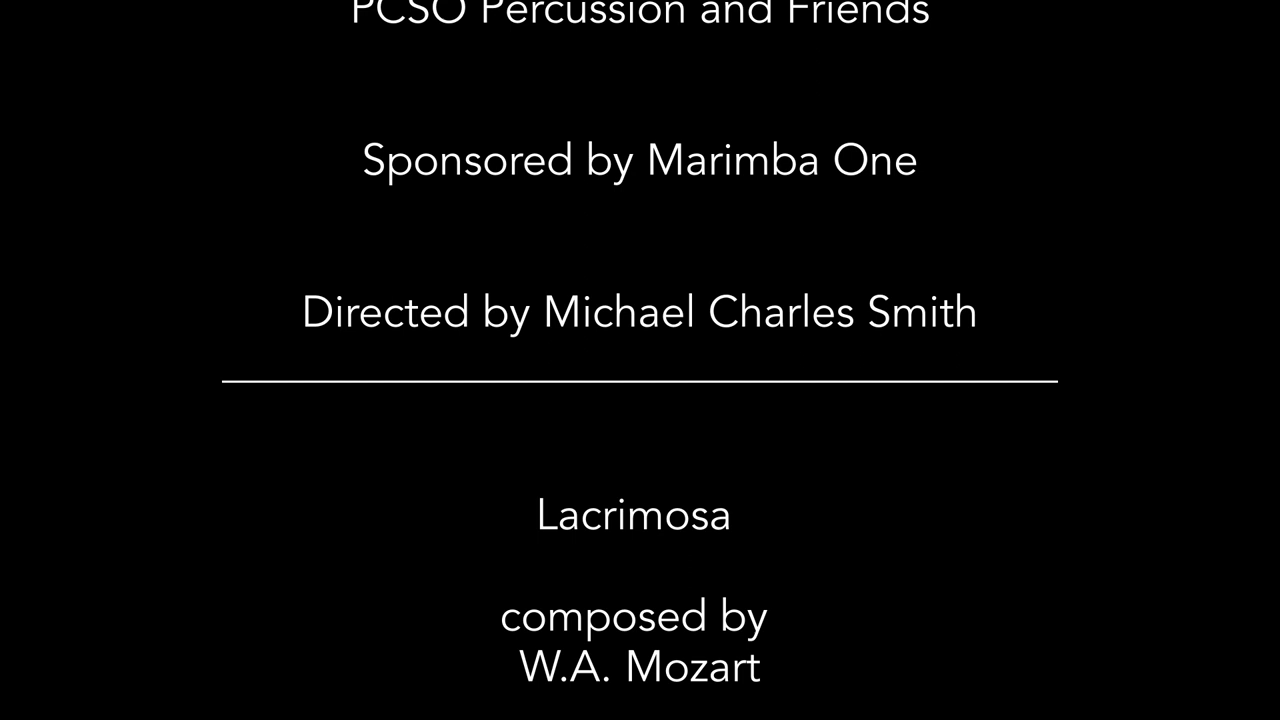 PCSO Percussion and Friends
Sponsored by Marimba One
Directed by Michael Charles Smith
Lacrimosa
composed by
W.A. Mozart